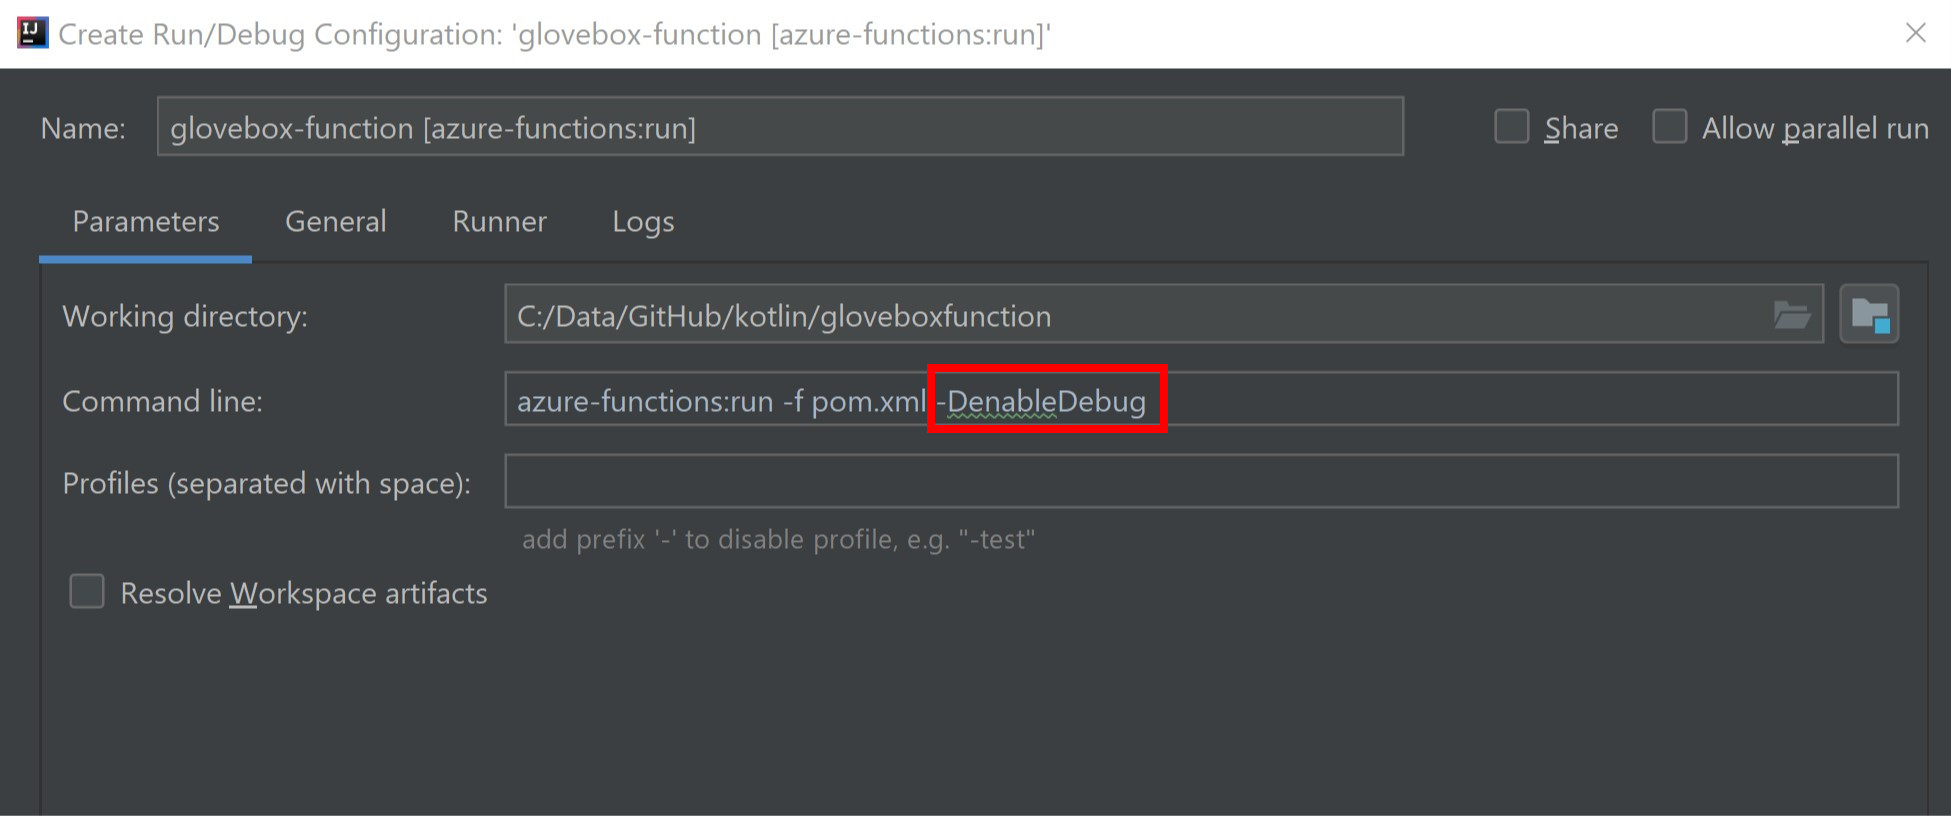 IJ
Create Run/Debug Configuration: 'glovebox-function [azure-functions:run]'
Name: glovebox-function [azure-functions:run] Share Allow parallel run
Parameters General Runner Logs
Working directory: C:/Data/GitHub/kotlin/gloveboxfunction
Command line: azure-functions:run -f pom.xml -DenableDebug
Profiles (separated with space):
add prefix '-' to disable profile, e.g. "-test"
Resolve Workspace artifacts